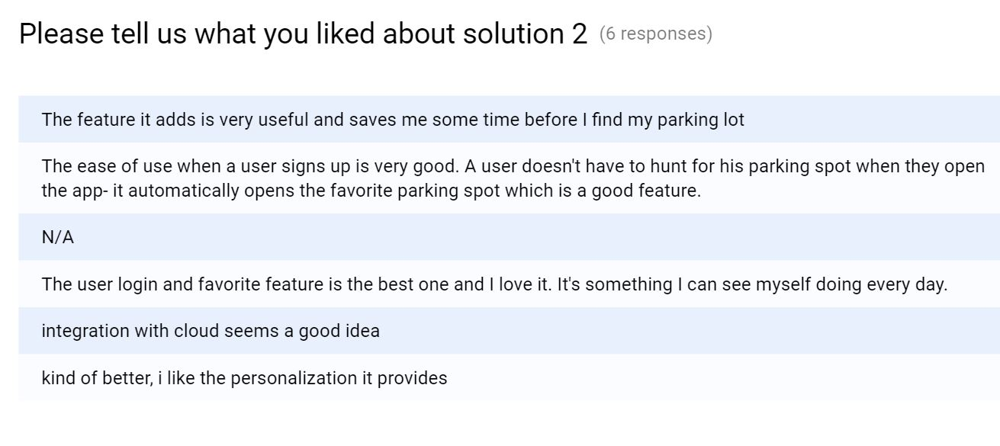 Please tell us what you liked about solution 2 (6 responses)
The feature it adds is very useful and saves me some time before I find my parking lot
The ease of use when a user signs up is very good. A user doesn't have to hunt for his parking spot when they open
the app- it automatically opens the favorite parking spot which is a good feature.
N/A
The user login and favorite feature is the best one and I love it. It's something I can see myself doing every day.
integration with cloud seems a good idea
kind of better, i like the personalization it provides